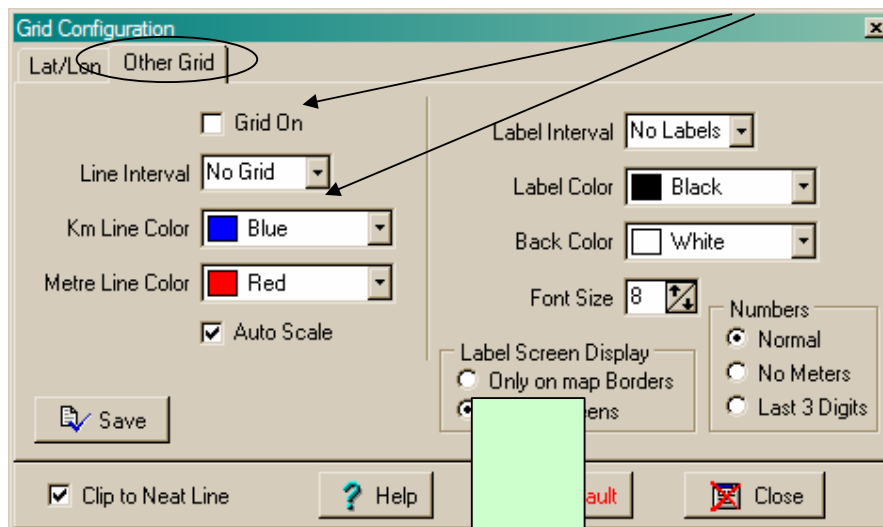 Grid Configuration
Lat/Lon
Other Grid
Grid On
Line Interval No Grid
Km Line Color Blue
Metre Line Color Red
Auto Scale
Save
Label Interval No Labels
Label Color Black
Back Color White
Font Size 8
Label Screen Display
Only on map Borders
Numbers
Normal
No Meters
Last 3 Digits
Clip to Neat Line
Help
Close